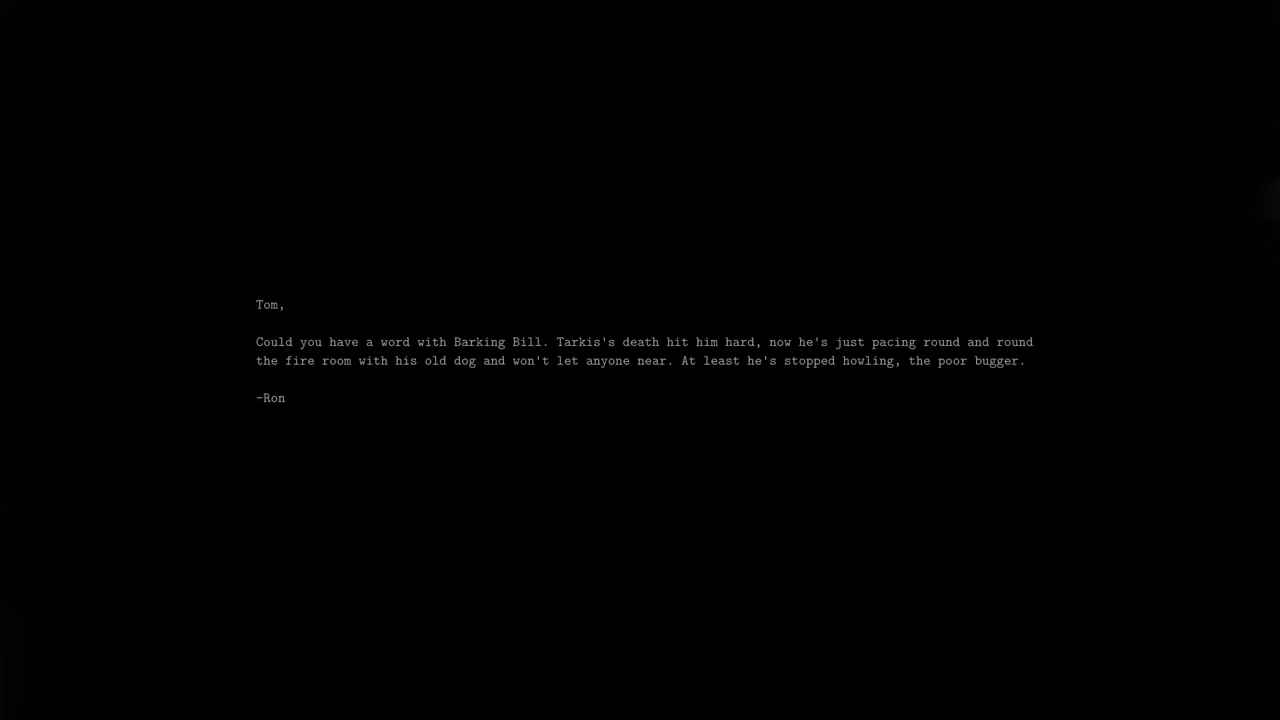 Tom,
Could you have a word with Barking Bill. Tarkis's death hit him hard, now he's just pacing round and round
the fire room with his old dog and won't let anyone near. At least he's stopped howling, the poor bugger.
-Ron